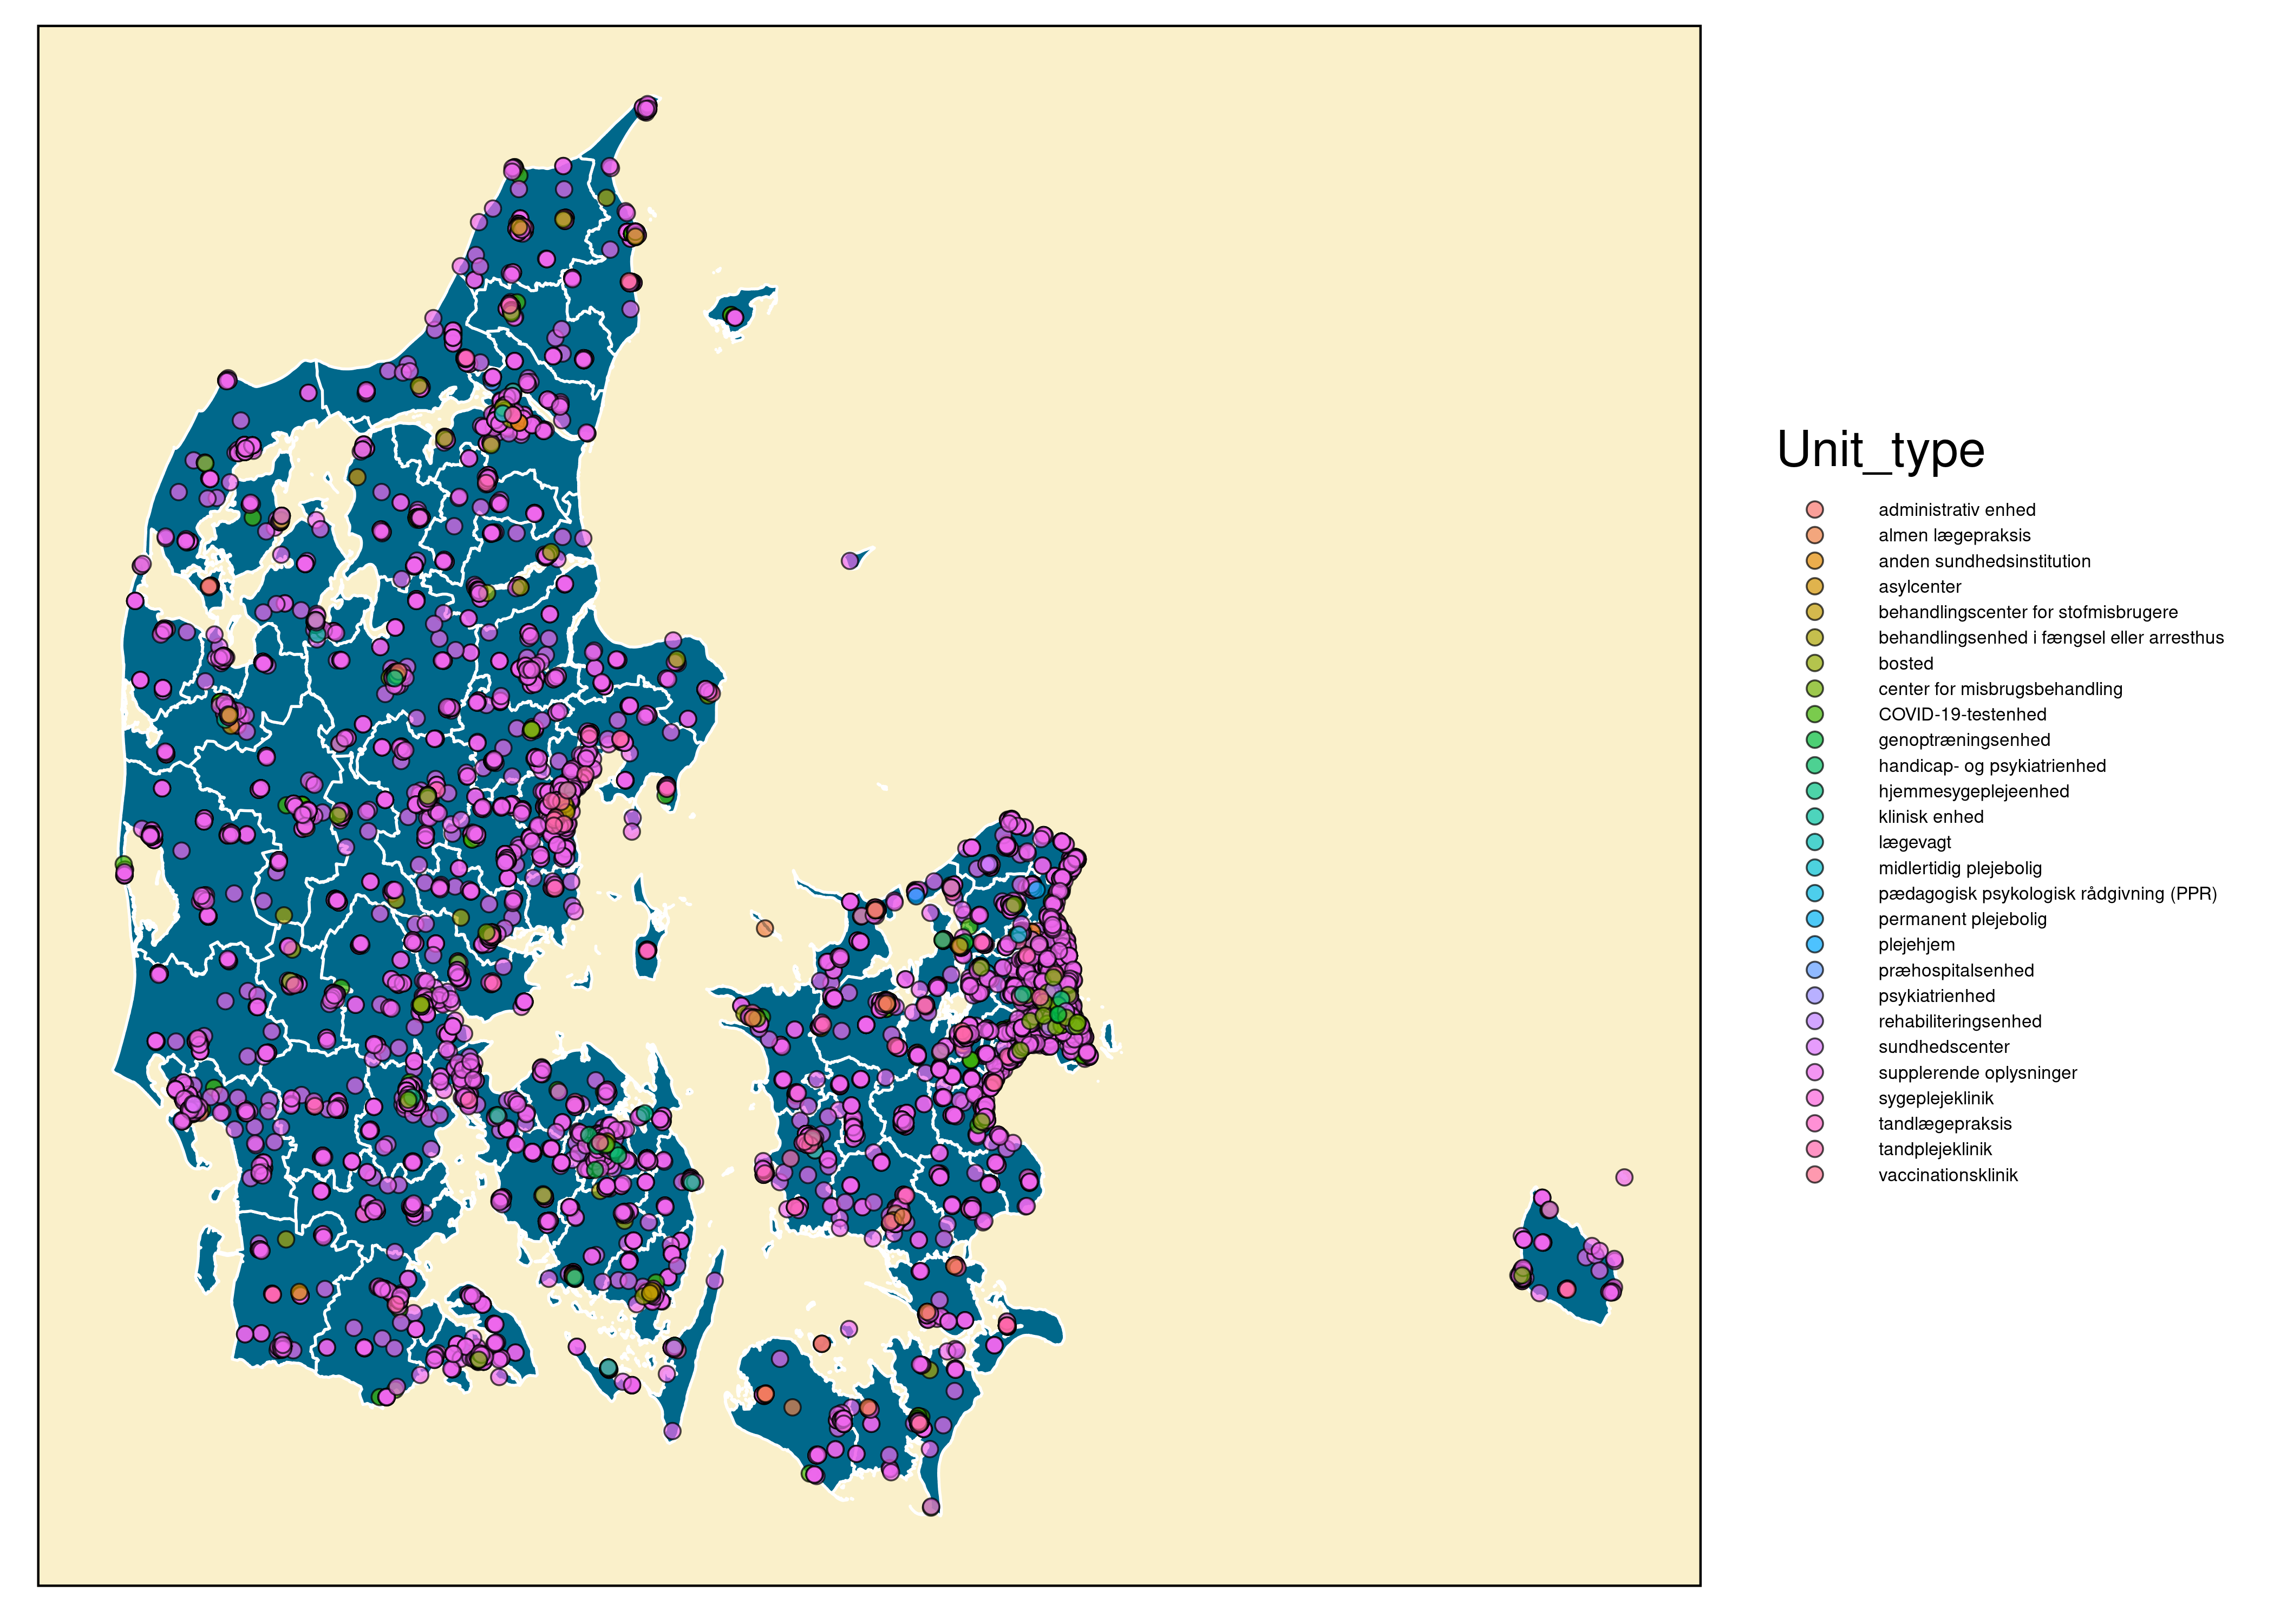 Unit_type
administrativ enhed
almen lægepraksis
anden sundhedsinstitution
asylcenter
behandlingscenter for stofmisbrugere
behandlingsenhed i fængsel eller arresthus
bosted
center for misbrugsbehandling
COVID-19-testenhed
genoptræningsenhed
handicap- og psykiatrienhed
hjemmesygeplejeenhed
klinisk enhed
lægevagt
midlertidig plejebolig
pædagogisk psykologisk rådgivning (PPR)
permanent plejebolig
plejehjem
præhospitalsenhed
psykiatrienhed
rehabiliteringsenhed
sundhedscenter
supplerende oplysninger
sygeplejeklinik
tandlægepraksis
tandplejeklinik
vaccinationsklinik